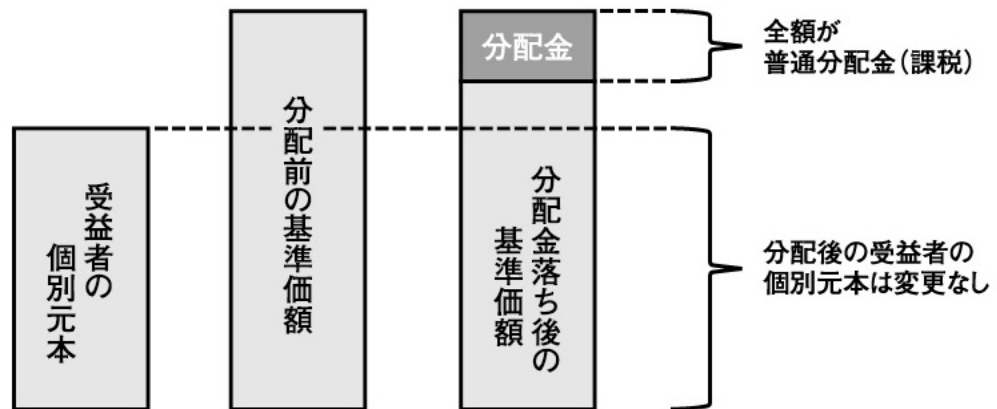 受益者の
個別元本
分配前の基準価額
分配金
分配金落ち後の
基準価額
全額が
普通分配金（課税）
分配後の受益者の
個別元本は変更なし